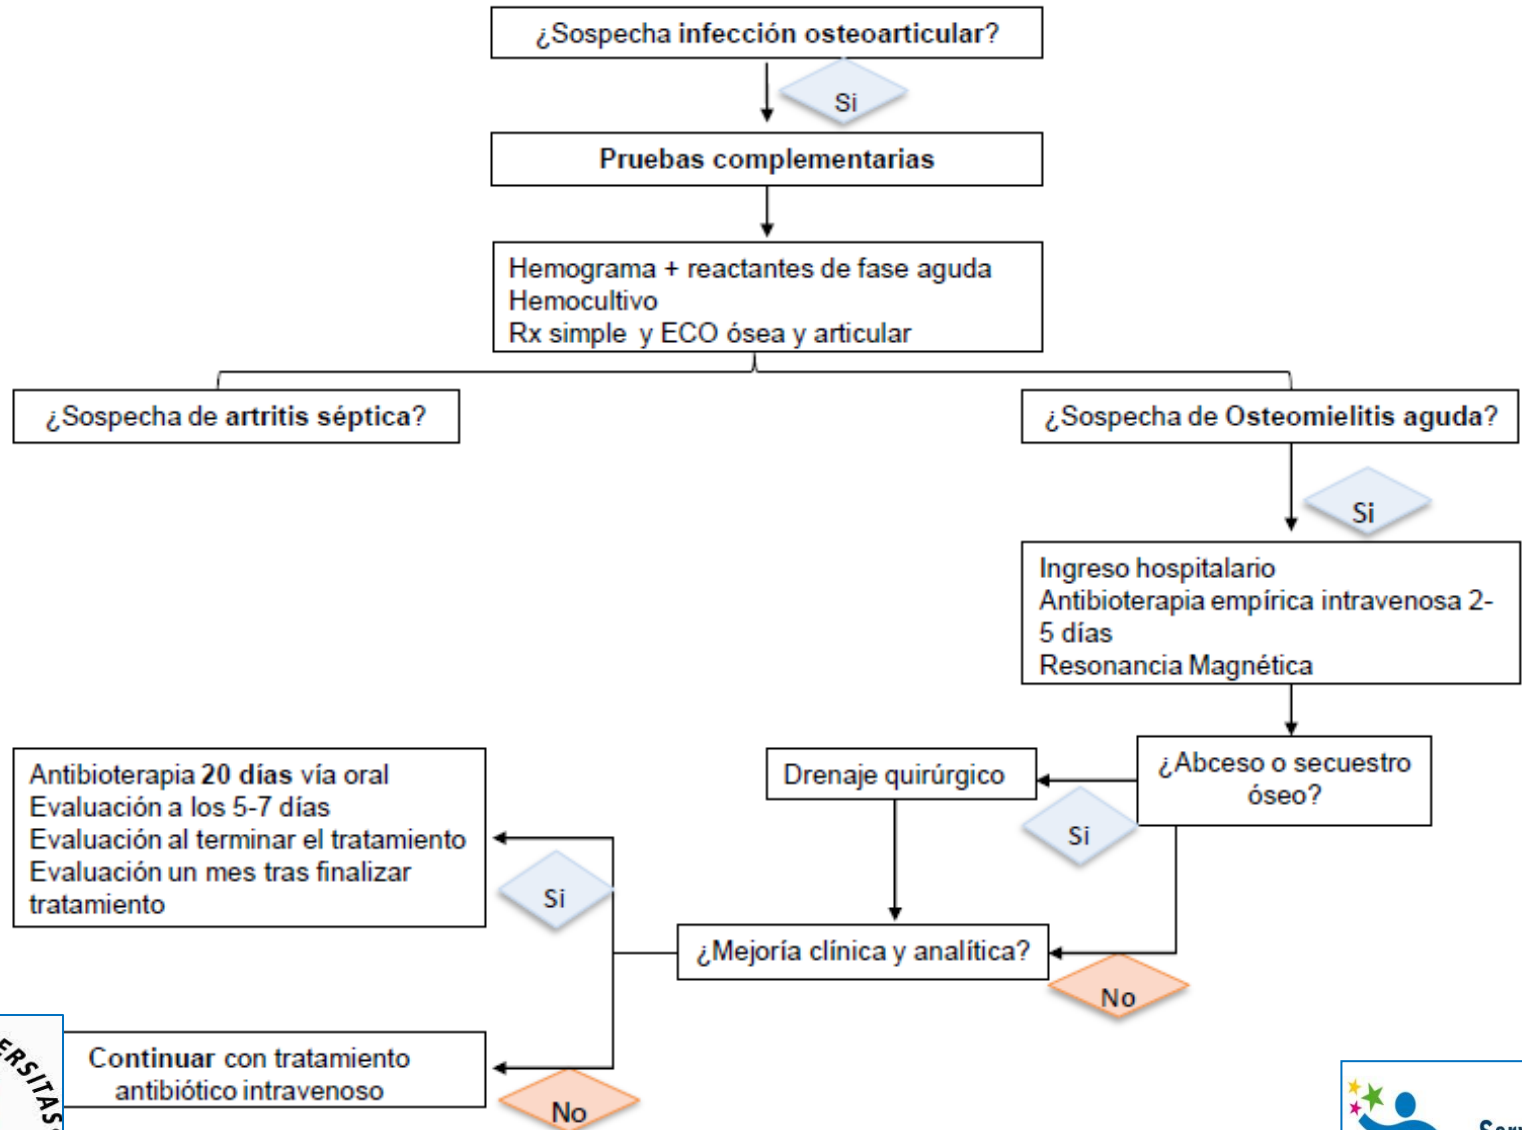 ¿Sospecha infección osteoarticular?
Si
Pruebas complementarias
Hemograma + reactantes de fase aguda
Hemocultivo
Rx simple y ECO ósea y articular
¿Sospecha de artritis séptica?
¿Sospecha de Osteomielitis aguda?
Si
Ingreso hospitalario
Antibioterapia empírica intravenosa 2-
5 días
Resonancia Magnética
¿Abceso o secuestro
óseo?
Si
Drenaje quirúrgico
No
¿Mejoría clínica y analítica?
Si
Antibioterapia 20 días vía oral
Evaluación a los 5-7 días
Evaluación al terminar el tratamiento
Evaluación un mes tras finalizar
tratamiento
No
Continuar con tratamiento
antibiótico intravenoso